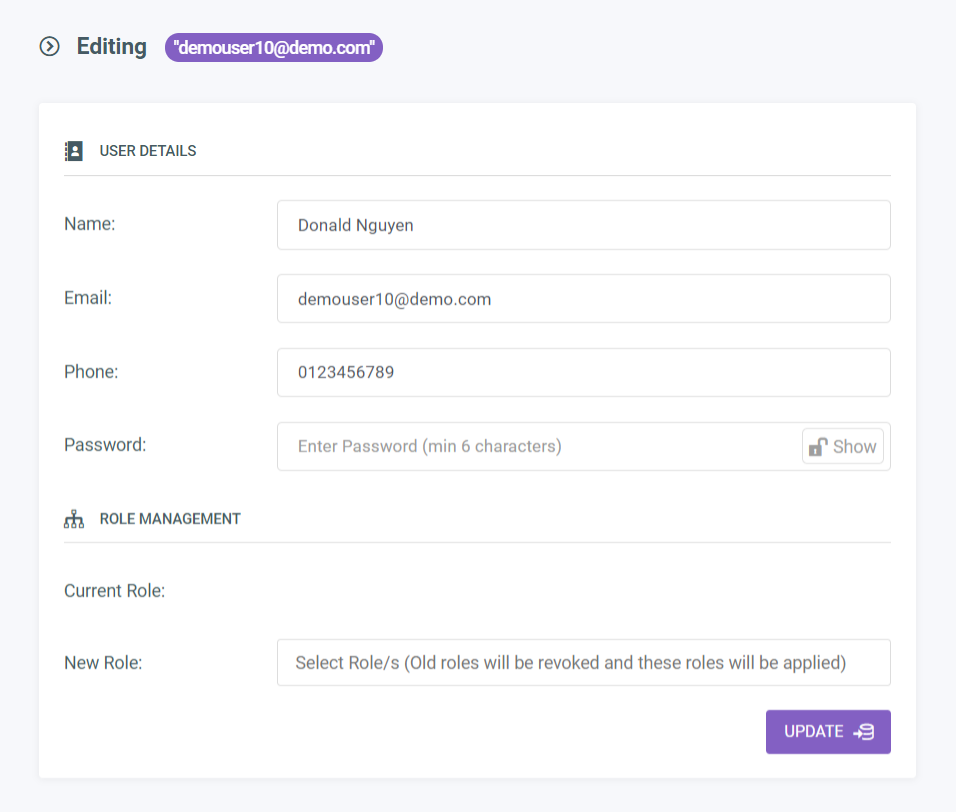 Editing "demouser10@demo.com"
USER DETAILS
Name: Donald Nguyen
Email: demouser10@demo.com
Phone: 0123456789
Password: Enter Password (min 6 characters) Show
ROLE MANAGEMENT
Current Role:
New Role: Select Role/s (Old roles will be revoked and these roles will be applied)
UPDATE